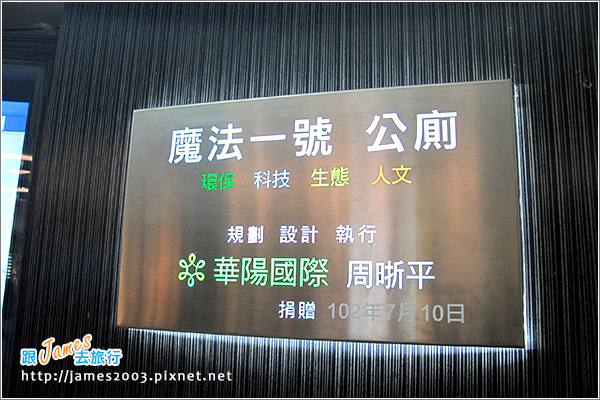 魔法一號 公廁
環保 科技 生態 人文
規劃 設計 執行
華陽國際 周晣平
捐贈 102年7月10日
跟James去旅行
http://james2003.pixnet.net